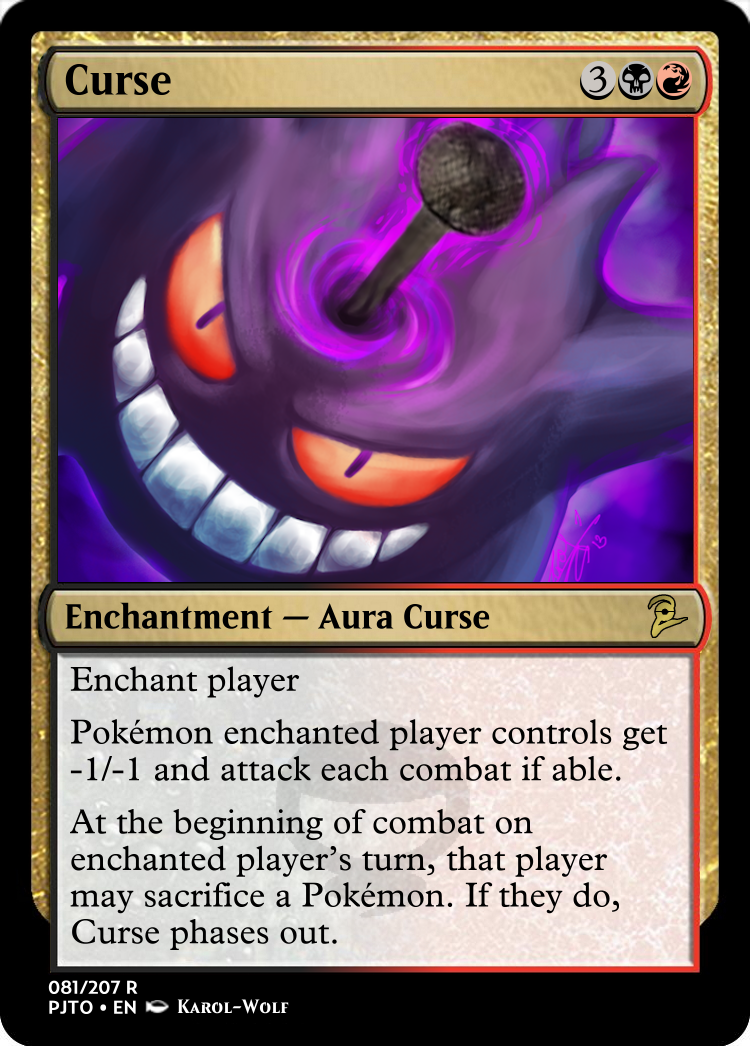 Curse 3
Enchantment — Aura Curse
Enchant player
Pokémon enchanted player controls get
-1/-1 and attack each combat if able.
At the beginning of combat on
enchanted player's turn, that player
may sacrifice a Pokémon. If they do,
Curse phases out.
081/207 R
PJTO • EN Karol-Wolf